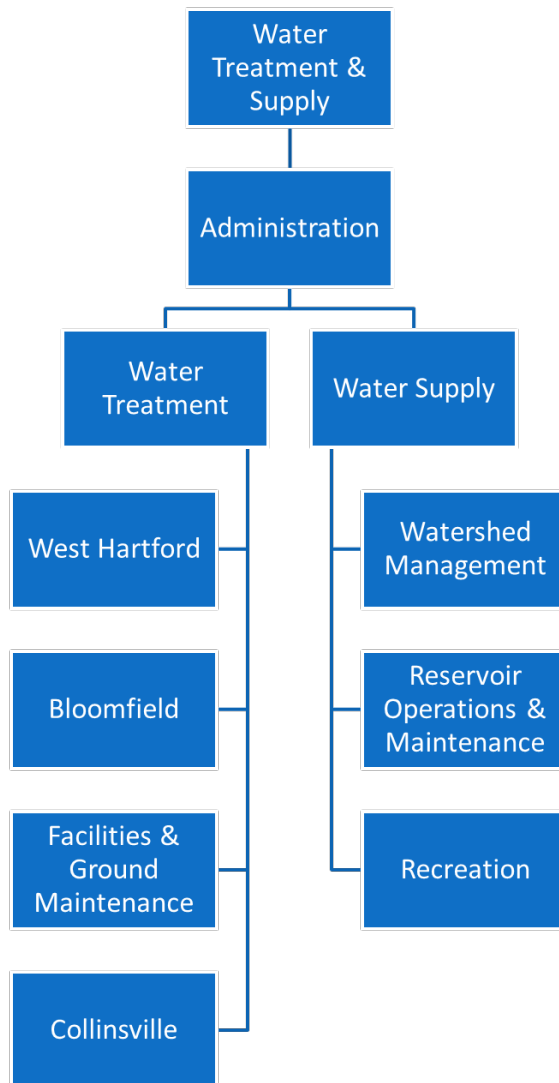 Water
Treatment &
Supply
Administration
Water
Treatment
Water Supply
West Hartford
Watershed
Management
Bloomfield
Reservoir
Operations &
Maintenance
Facilities &
Ground
Maintenance
Recreation
Collinsville